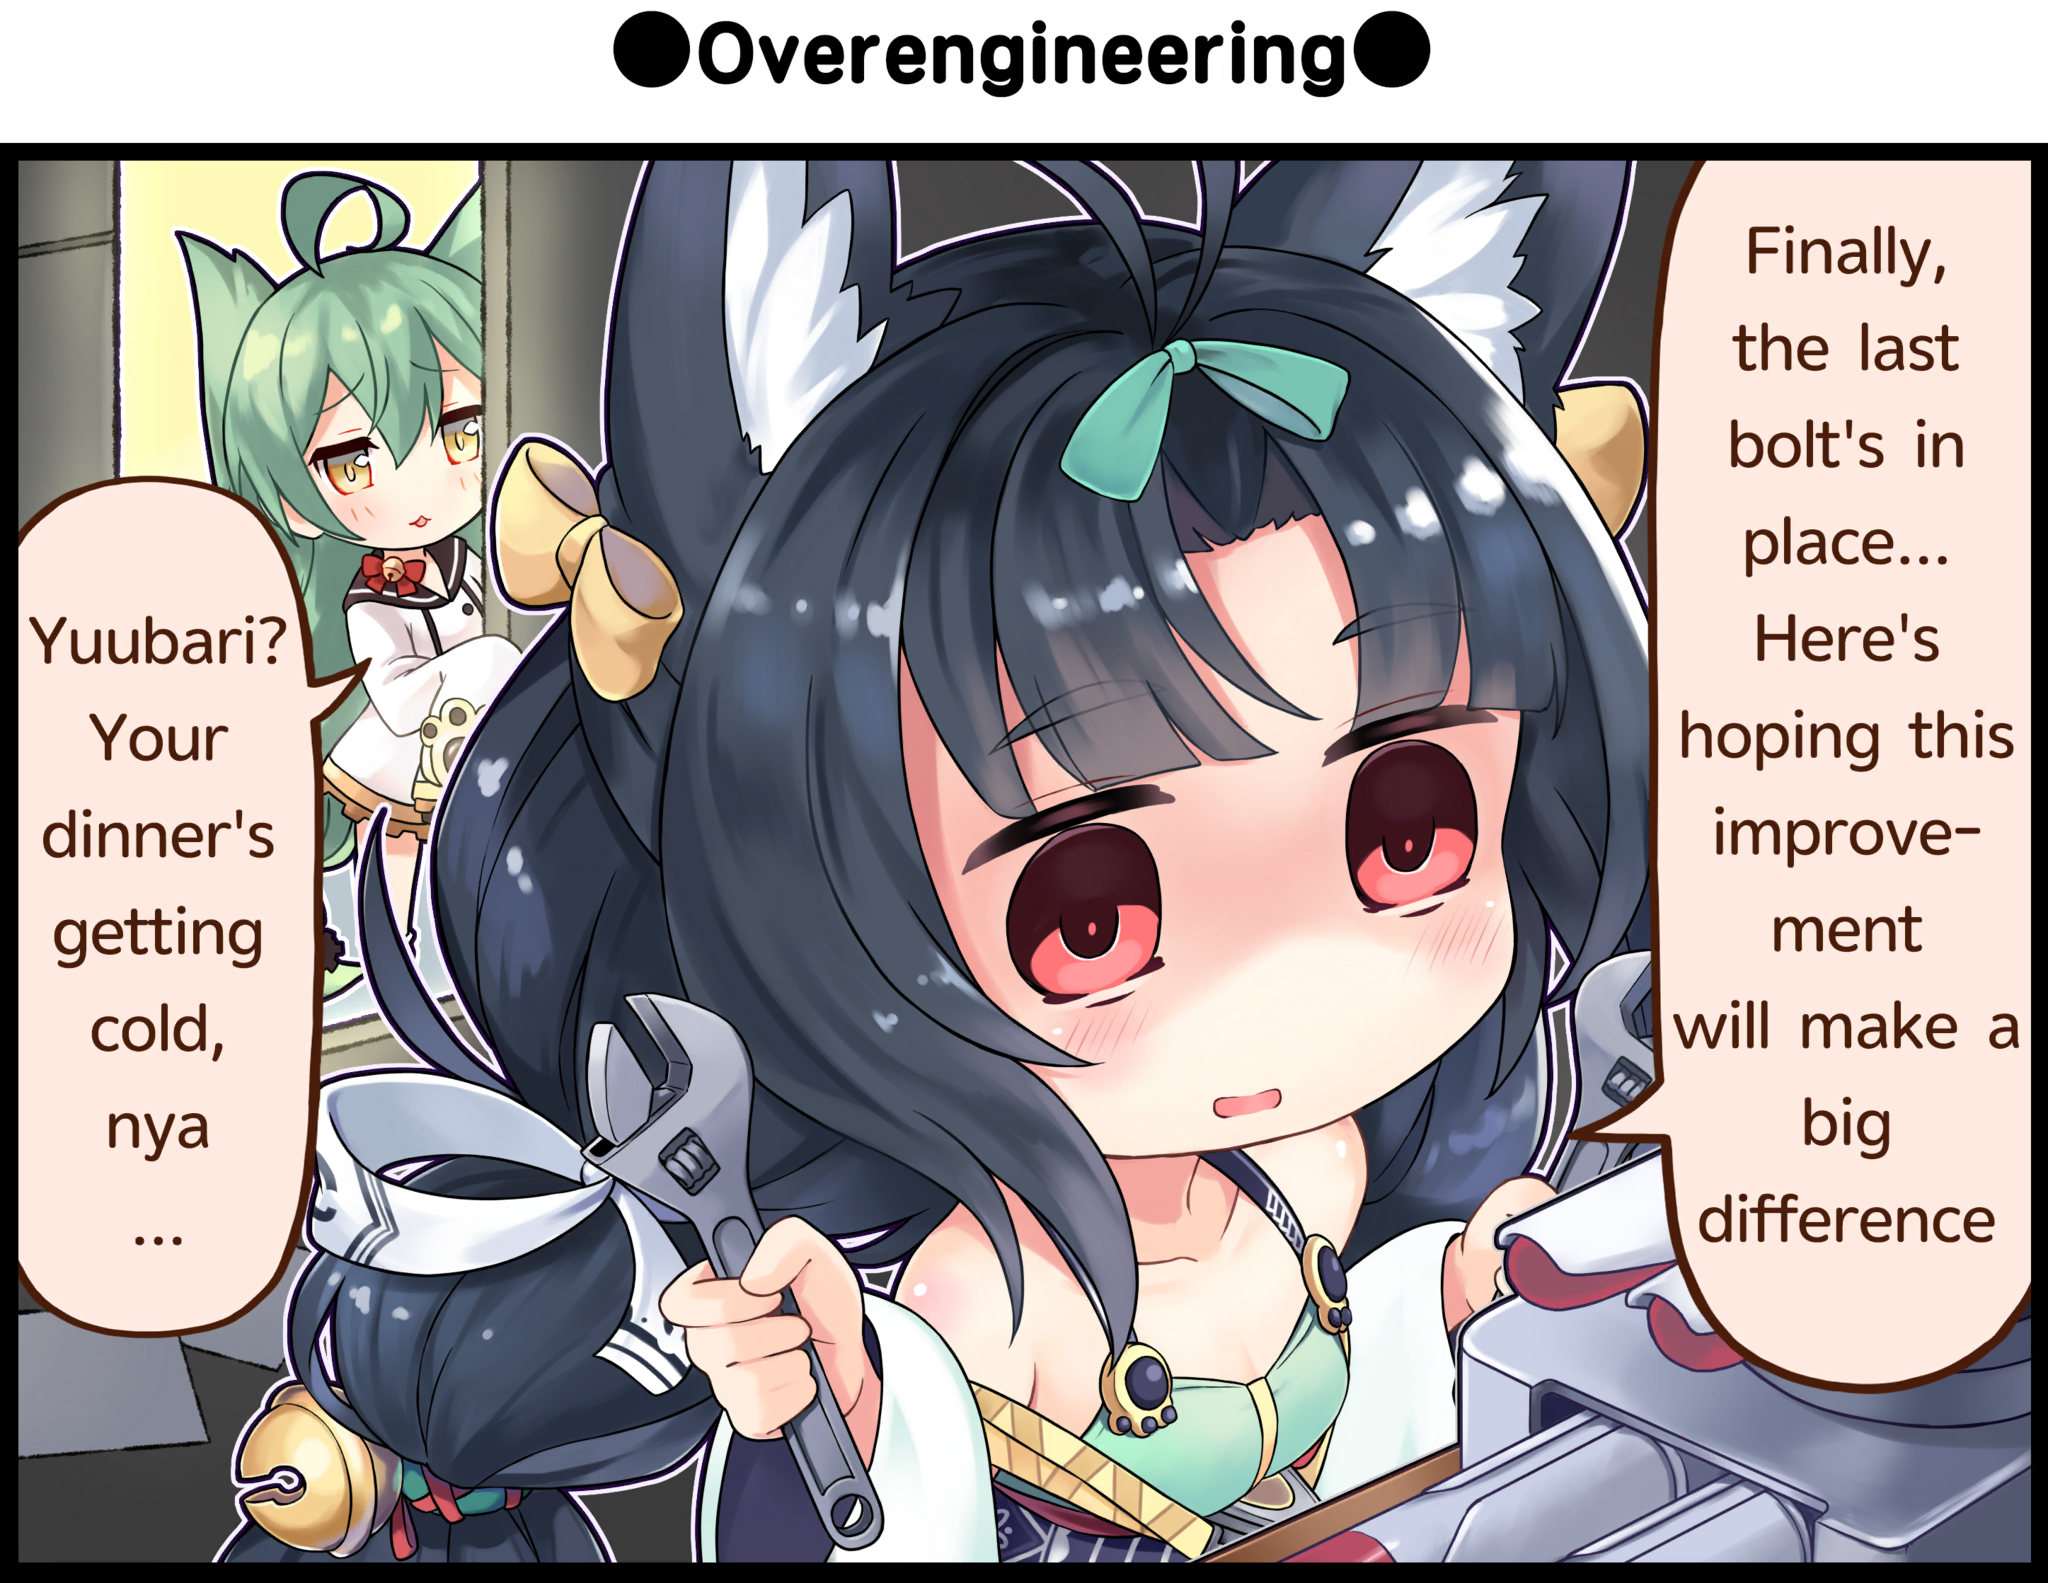 ●Overengineering●
Finally,
the last
bolt's in
place...
Here's
hoping this
improve-
ment
will make a
big
difference
Yuubari?
Your
dinner's
getting
cold,
nya
...